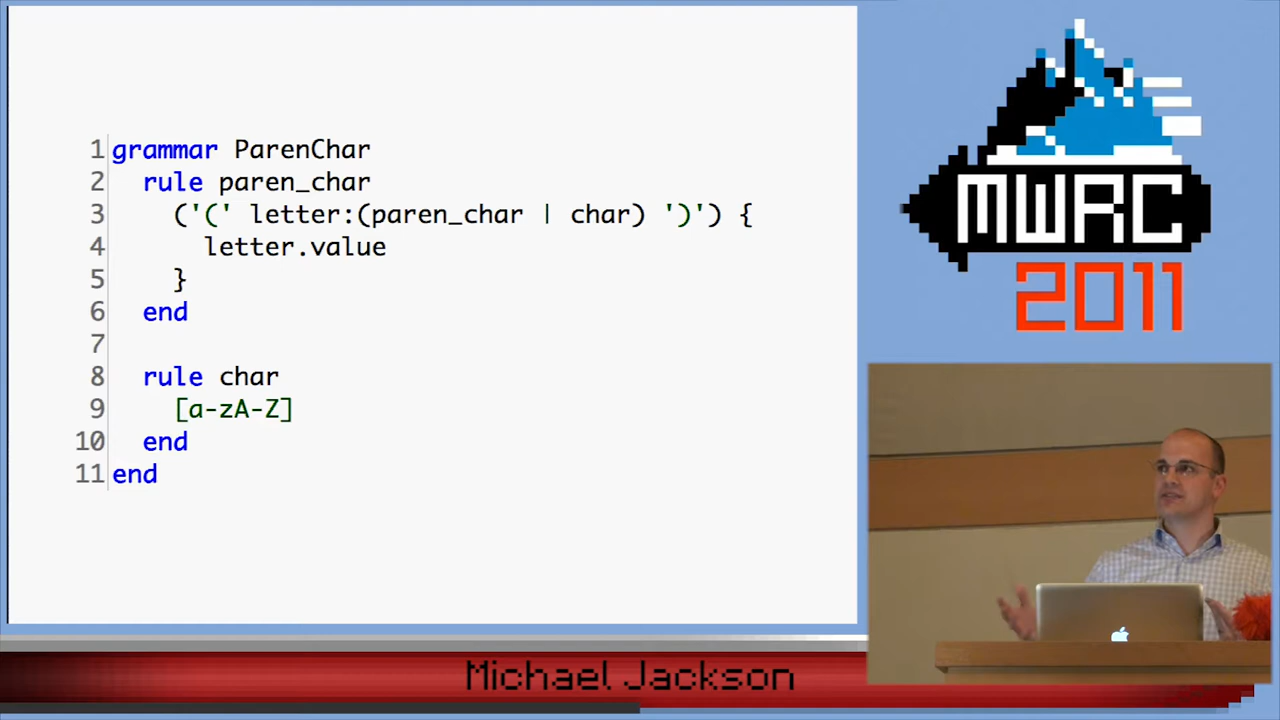 1 grammar ParenChar
2 rule paren_char
3 ('(' letter:(paren_char | char) ')') {
4 letter.value
5 }
6 end
7
8 rule char
9 [a-zA-Z]
10 end
11 end
MWRC
2011
Michael Jackson